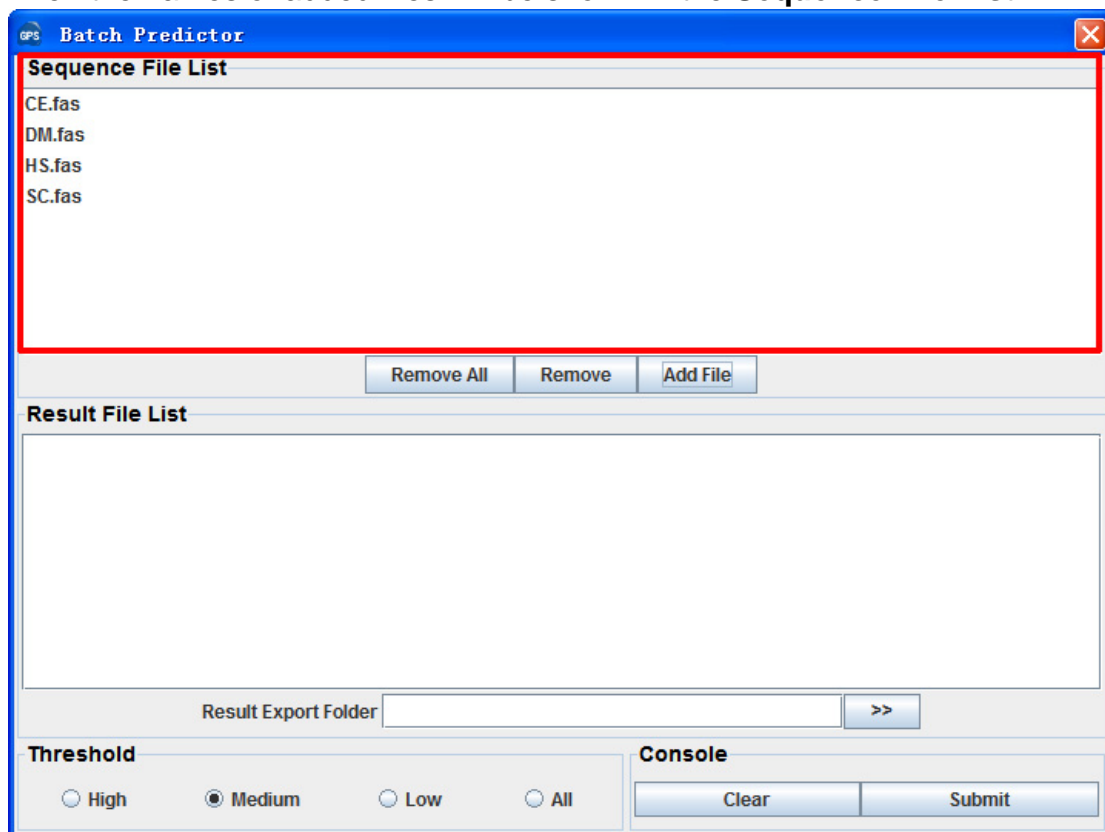 GPS Batch Predictor
Sequence File List
CE.fas
DM.fas
HS.fas
SC.fas
Remove All Remove Add File
Result File List
Result Export Folder >>
Threshold Console
High Medium Low All Clear Submit